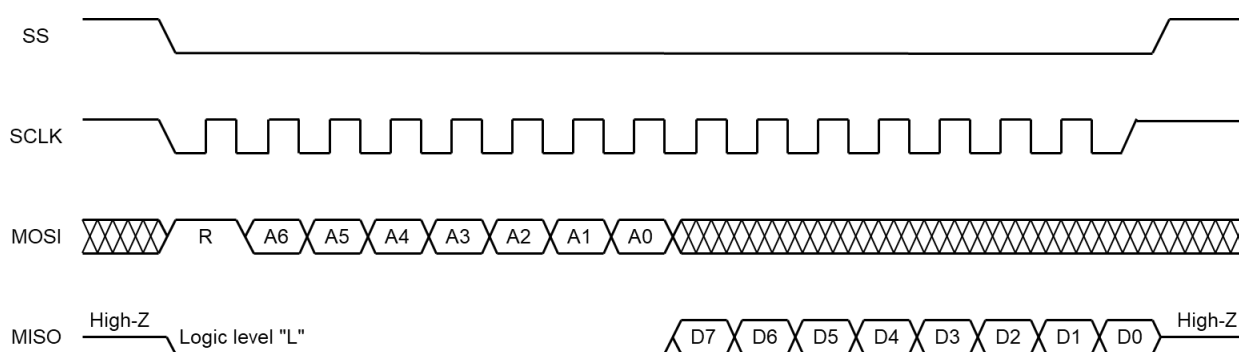 SS
SCLK
MOSI R A6 A5 A4 A3 A2 A1 A0
High-Z High-Z
MISO Logic level "L" D7 D6 D5 D4 D3 D2 D1 D0